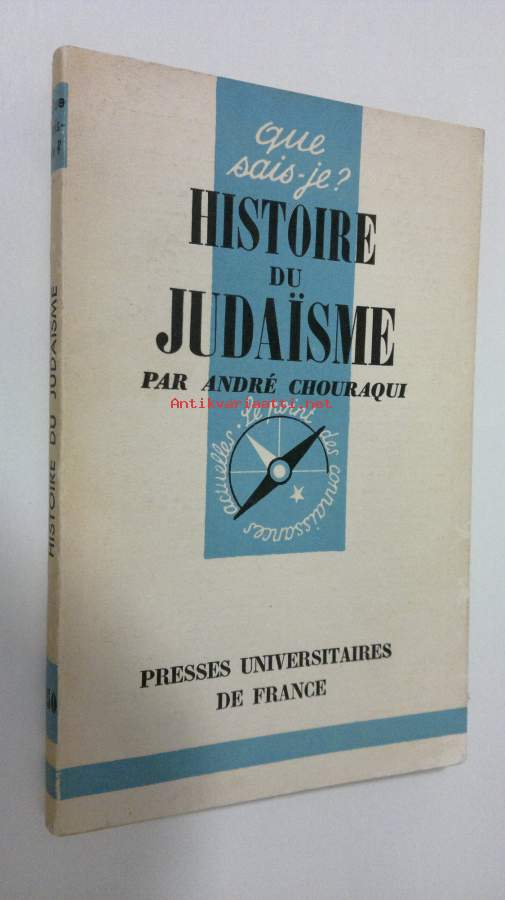 que
sais-je?
HISTOIRE
DU
JUDAÏSME
PAR ANDRÉ CHOURAQUI
Antikvariaatti.net
Le point des connaissances actuelles
PRESSES UNIVERSITAIRES
DE FRANCE
HISTOIRE DU JUDAÏSME